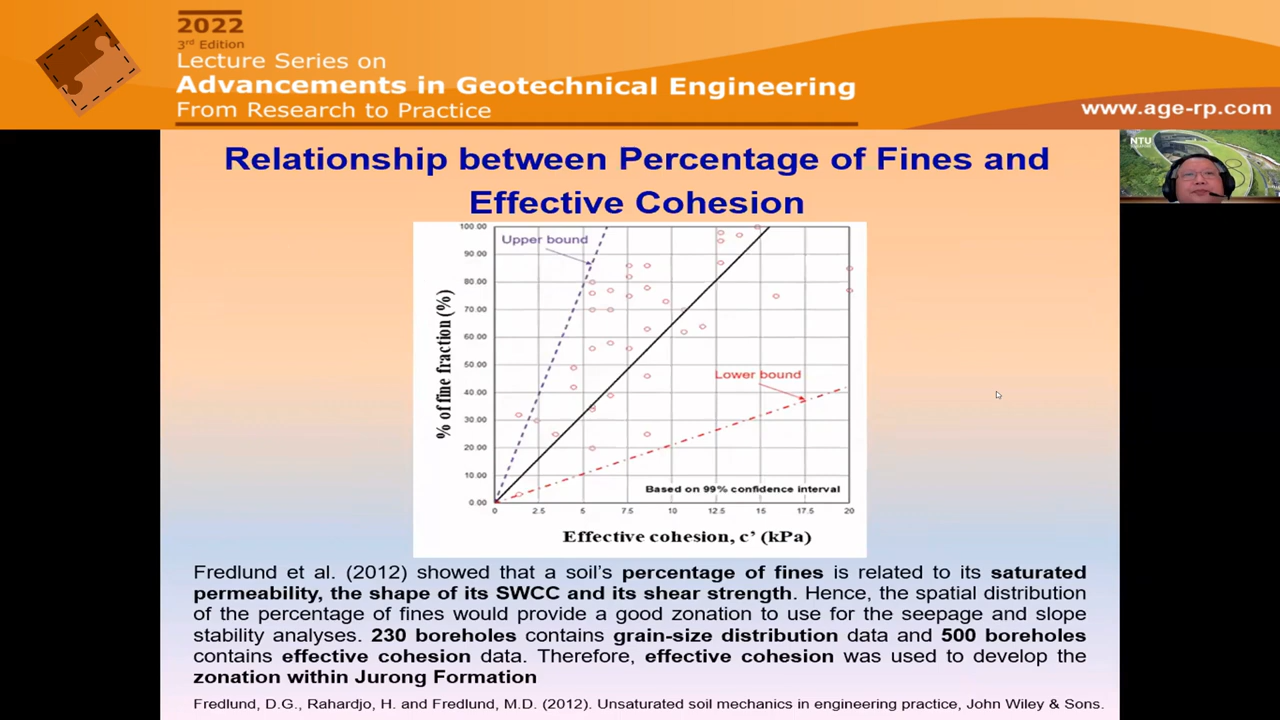 2022
3rd Edition
Lecture Series on
Advancements in Geotechnical Engineering
From Research to Practice
www.age-rp.com
NTU
Relationship between Percentage of Fines and
Effective Cohesion
100.00
90.00
80.00
70.00
60.00
50.00
40.00
30.00
20.00
10.00
0.00
% of fine fraction (%)
Upper bound
Lower bound
Based on 99% confidence interval
0 2.5 5 7.5 10 12.5 15 17.5 20
Effective cohesion, c' (kPa)
Fredlund et al. (2012) showed that a soil's percentage of fines is related to its saturated
permeability, the shape of its SWCC and its shear strength. Hence, the spatial distribution
of the percentage of fines would provide a good zonation to use for the seepage and slope
stability analyses. 230 boreholes contains grain-size distribution data and 500 boreholes
contains effective cohesion data. Therefore, effective cohesion was used to develop the
zonation within Jurong Formation
Fredlund, D.G., Rahardjo, H. and Fredlund, M.D. (2012). Unsaturated soil mechanics in engineering practice, John Wiley & Sons.